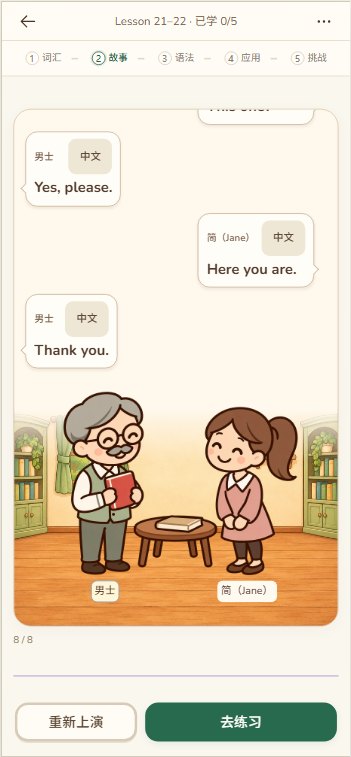 Lesson 21–22 · 已学 0/5
1 词汇 – 2 故事 – 3 语法 – 4 应用 – 5 挑战
This one?
男士 中文
Yes, please.
简（Jane） 中文
Here you are.
男士 中文
Thank you.
男士 简（Jane）
8 / 8
重新上演 去练习